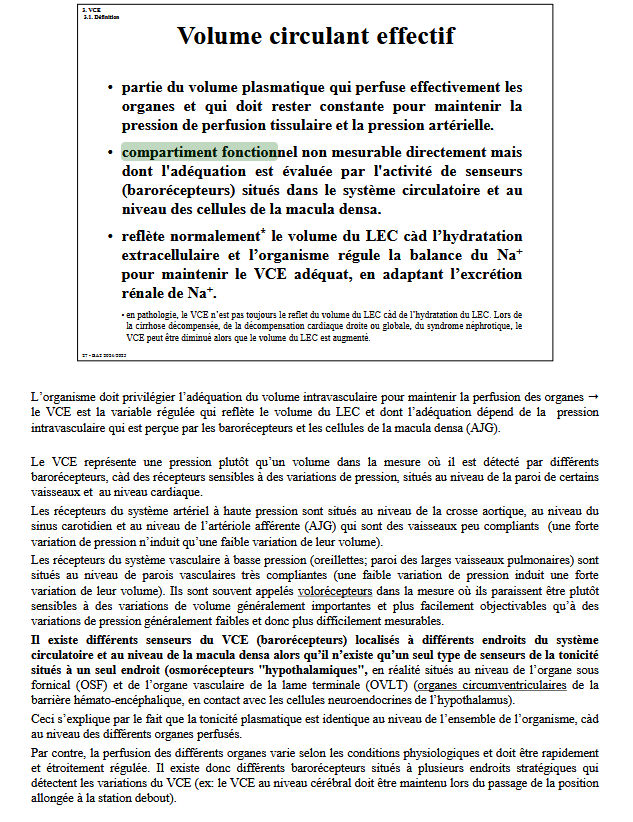 3. VCE
3.1. Définition
Volume circulant effectif
• partie du volume plasmatique qui perfuse effectivement les
organes et qui doit rester constante pour maintenir la
pression de perfusion tissulaire et la pression artérielle.
• compartiment fonctionnel non mesurable directement mais
dont l'adéquation est évaluée par l'activité de senseurs
(barorécepteurs) situés dans le système circulatoire et au
niveau des cellules de la macula densa.
• reflète normalement* le volume du LEC càd l'hydratation
extracellulaire et l'organisme régule la balance du Na+
pour maintenir le VCE adéquat, en adaptant l'excrétion
rénale de Na+.
• en pathologie, le VCE n'est pas toujours le reflet du volume du LEC càd de l'hydratation du LEC. Lors de
la cirrhose décompensée, de la décompensation cardiaque droite ou globale, du syndrome néphrotique, le
VCE peut être diminué alors que le volume du LEC est augmenté.
L'organisme doit privilégier l'adéquation du volume intravasculaire pour maintenir la perfusion des organes →
le VCE est la variable régulée qui reflète le volume du LEC et dont l'adéquation dépend de la pression
intravasculaire qui est perçue par les barorécepteurs et les cellules de la macula densa (AJG).
Le VCE représente une pression plutôt qu'un volume dans la mesure où il est détecté par différents
barorécepteurs, càd des récepteurs sensibles à des variations de pression, situés au niveau de la paroi de certains
vaisseaux et au niveau cardiaque.
Les récepteurs du système artériel à haute pression sont situés au niveau de la crosse aortique, au niveau du
sinus carotidien et au niveau de l'artériole afférente (AJG) qui sont des vaisseaux peu compliants (une forte
variation de pression n'induit qu'une faible variation de leur volume).
Les récepteurs du système vasculaire à basse pression (oreillettes; paroi des larges vaisseaux pulmonaires) sont
situés au niveau de parois vasculaires très compliantes (une faible variation de pression induit une forte
variation de leur volume). Ils sont souvent appelés volorécepteurs dans la mesure où ils paraissent être plutôt
sensibles à des variations de volume généralement importantes et plus facilement objectivables qu'à des
variations de pression généralement faibles et donc plus difficilement mesurables.
Il existe différents senseurs du VCE (barorécepteurs) localisés à différents endroits du système
circulatoire et au niveau de la macula densa alors qu'il n'existe qu'un seul type de senseurs de la tonicité
situés à un seul endroit (osmorécepteurs "hypothalamiques", en réalité situés au niveau de l'organe sous
fornical (OSF) et de l'organe vasculaire de la lame terminale (OVLT) (organes circumventriculaires de la
barrière hémato-encéphalique, en contact avec les cellules neuroendocrines de l'hypothalamus).
Ceci s'explique par le fait que la tonicité plasmatique est identique au niveau de l'ensemble de l'organisme, càd
au niveau des différents organes perfusés.
Par contre, la perfusion des différents organes varie selon les conditions physiologiques et doit être rapidement
et étroitement régulée. Il existe donc différents barorécepteurs situés à plusieurs endroits stratégiques qui
détectent les variations du VCE (ex: le VCE au niveau cérébral doit être maintenu lors du passage de la position
allongée à la station debout).